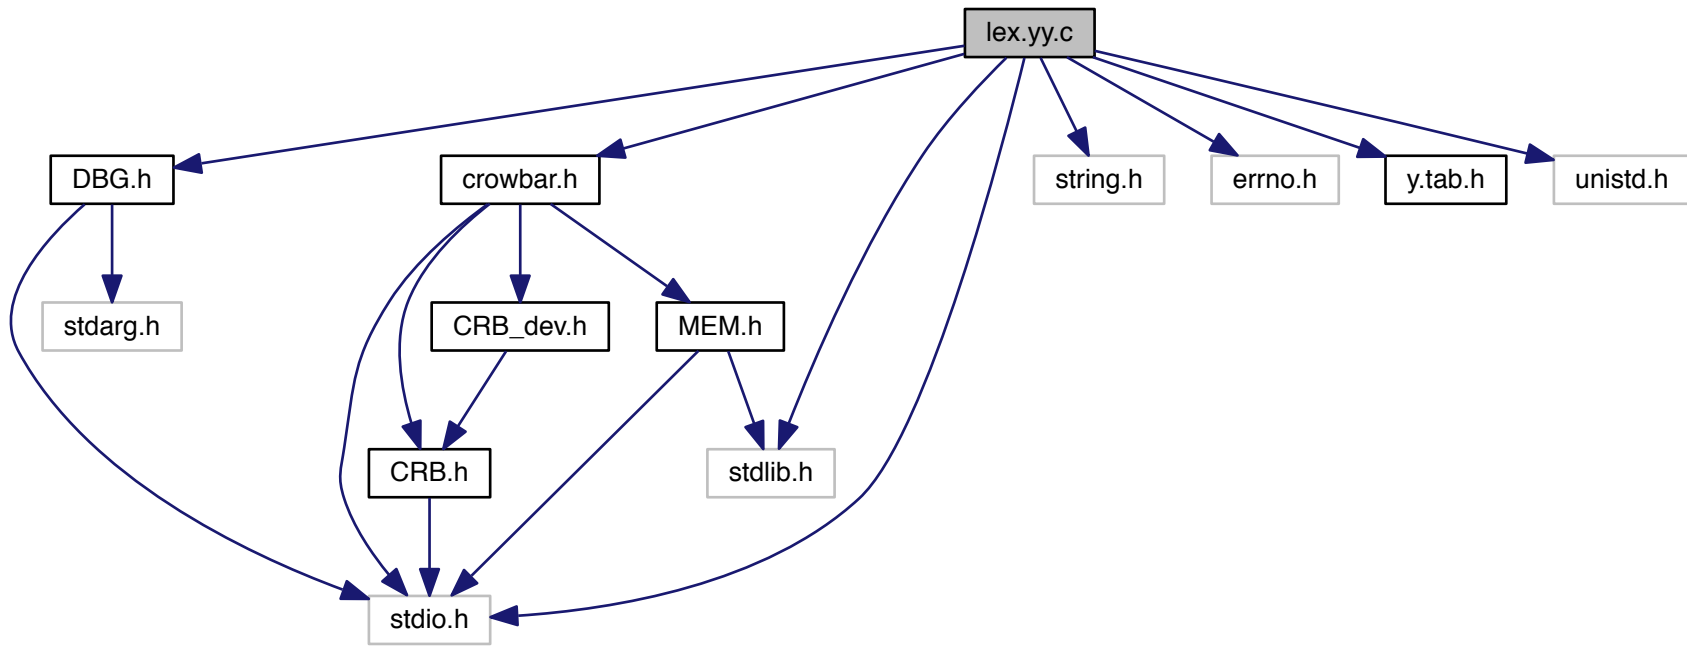 lex.yy.c
DBG.h
crowbar.h
string.h
errno.h
y.tab.h
unistd.h
stdarg.h
CRB_dev.h
MEM.h
CRB.h
stdlib.h
stdio.h